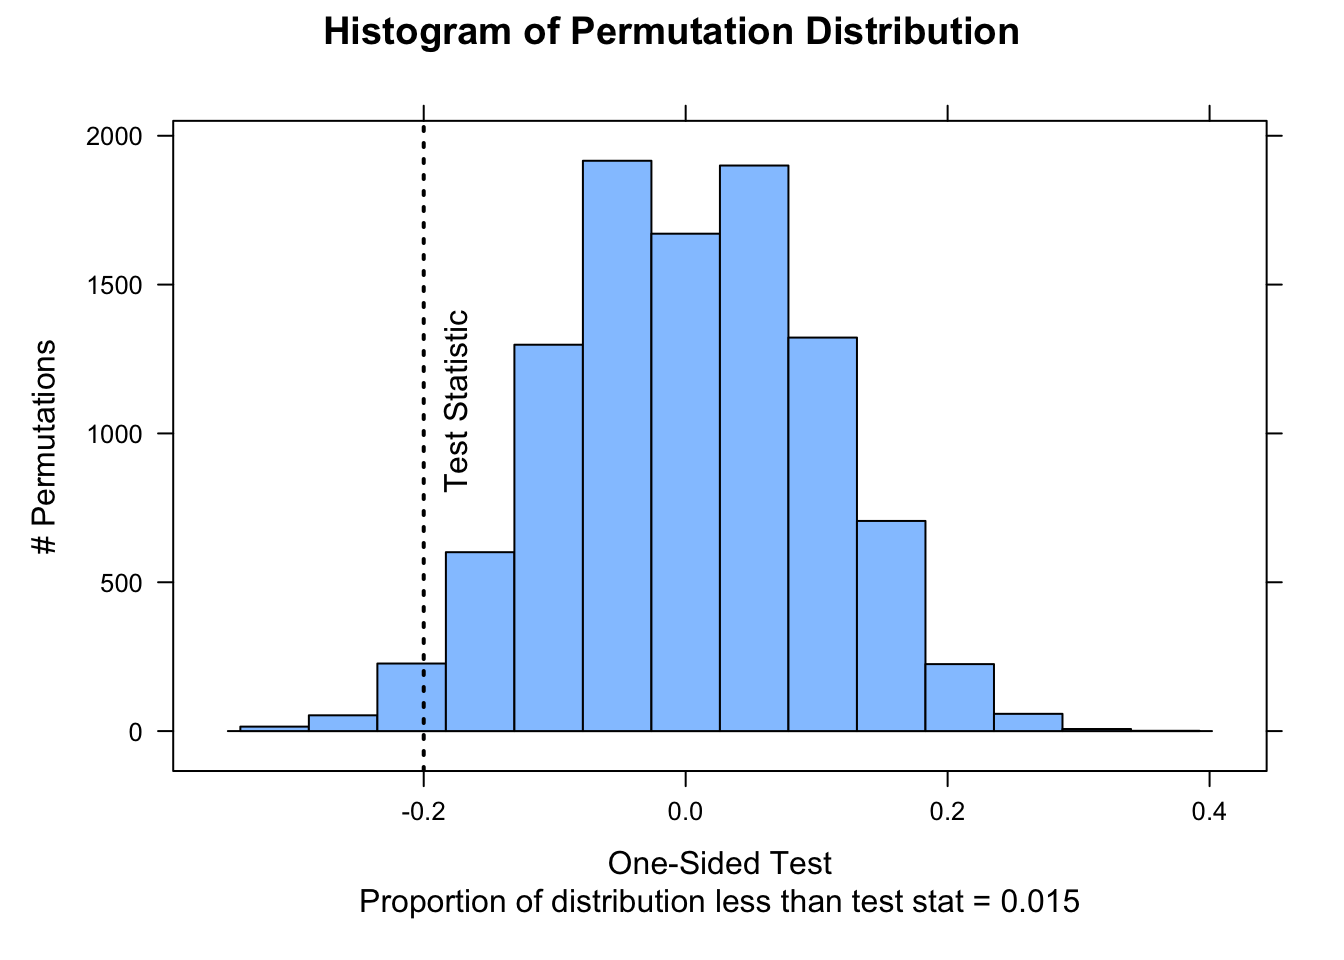 Histogram of Permutation Distribution
2000
1500
1000
500
0
# Permutations
Test Statistic
-0.2
0.0
0.2
0.4
One-Sided Test
Proportion of distribution less than test stat = 0.015